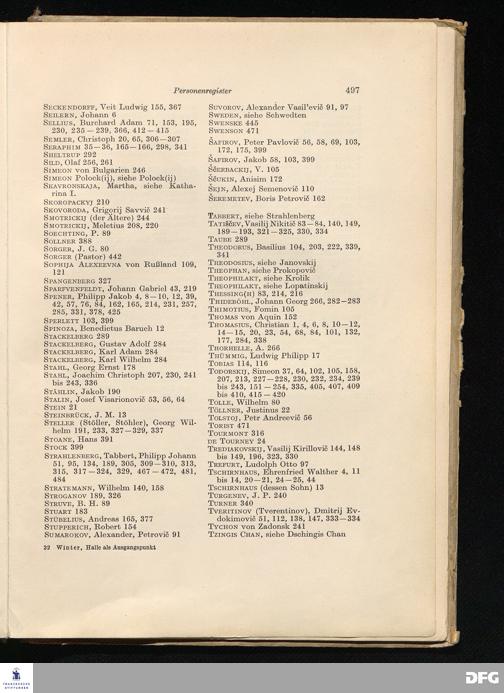 Personenregister 497
SECKENDORFF, Veit Ludwig 155, 367
SEILERN, Johann 6
SELLIUS, Burchard Adam 71, 153, 195,
230, 235—239, 366, 412—415
SEMLER, Christoph 20, 65, 306—307
SERAPHIM 35—36, 165—166, 298, 341
SHELTRUP 292
SILD, Olaf 256, 261
SIMEON von Bulgarien 246
SIMEON Polock(ij), siehe Polock(ij)
SKAVRONSKAJA, Martha, siehe Katha-
rina I.
SKOROPACKYJ 210
SKOVORODA, Grigorij Savvič 241
SMOTRICKIJ (der Ältere) 244
SMOTRICKIJ, Meletius 208, 220
SOECHTING, P. 89
SOLLNER 388
SORGER, J. G. 80
SORGER (Pastor) 442
SOPHIJA ALEXEEVNA von Rußland 109,
121
SPANGENBERG 327
SPARFVENFELDT, Johann Gabriel 43, 219
SPENER, Philipp Jakob 4, 8—10, 12, 39,
42, 57, 76, 84, 162, 165, 214, 231, 257,
285, 331, 378, 425
SPERLETT 103, 399
SPINOZA, Benedictus Baruch 12
STACKELBERG 289
STACKELBERG, Gustav Adolf 284
STACKELBERG, Karl Adam 284
STACKELBERG, Karl Wilhelm 284
STAHL, Georg Ernst 178
STAHL, Joachim Christoph 207, 230, 241
bis 243, 336
STÄHLIN, Jakob 190
STALIN, Josef Visarionovič 53, 56, 64
STEIN 21
STEINBRÜCK, J. M. 13
STELLER (Stöller, Stöhler), Georg Wil-
helm 191, 233, 327—329, 337
STOANE, Hans 391
STOCK 399
STRAHLENBERG, Tabbert, Philipp Johann
51, 95, 134, 189, 305, 309—310, 313,
315, 317—324, 329, 467—472, 481,
484
STRATEMANN, Wilhelm 140, 158
STROGANOV 189, 326
STRUVE, B. H. 89
STUART 183
STÜBELIUS, Andreas 165, 377
STUPPERICH, Robert 154
SUMAROKOV, Alexander, Petrovič 91
32 Winter, Halle als Ausgangspunkt
SUVOROV, Alexander Vasil'evič 91, 97
SWEDEN, siehe Schwedten
SWENSKE 445
SWENSON 471
ŠAFIROV, Peter Pavlovič 56, 58, 69, 103,
172, 175, 399
ŠAFIROV, Jakob 58, 103, 399
ŠČERBACKIJ, V. 105
ŠČUKIN, Anisim 172
ŠEJN, Alexej Semenovič 110
ŠEREMETEV, Boris Petrovič 162
TABBERT, siehe Strahlenberg
TATIŠČEV, Vasilij Nikitič 83—84, 140, 149,
189—193, 321—325, 330, 334
TAUBE 289
THEODORUS, Basilius 104, 203, 222, 339,
341
THEODOSIUS, siehe Janovskij
THEOPHAN, siehe Prokopovič
THEOPHILAKT, siehe Krolik
THEOPHILAKT, siehe Lopatinskij
THESSING(H) 83, 214, 216
THIDEBÖHL, Johann Georg 266, 282—283
THIMOTIUS, Fomin 105
THOMAS von Aquin 152
THOMASIUS, Christian 1, 4, 6, 8, 10—12,
14—15, 20, 23, 54, 68, 84, 101, 132,
177, 284, 338
THORHELLE, A. 266
THÜMMIG, Ludwig Philipp 17
TOBIAS 114, 116
TODORSKIJ, Simeon 37, 64, 102, 105, 158,
207, 213, 227—228, 230, 232, 234, 239
bis 243, 151—254, 335, 405, 407, 409
bis 410, 415—420
TOLLE, Wilhelm 80
TÖLLNER, Justinus 22
TOLSTOJ, Petr Andreevič 56
TORIST 471
TOURMONT 316
DE TOURNEY 24
TREDIAKOVSKIJ, Vasilij Kirillovič 144, 148
bis 149, 196, 323, 330
TREFURT, Ludolph Otto 97
TSCHIRNHAUS, Ehrenfried Walther 4, 11
bis 14, 20—21, 24—25, 44
TSCHIRNHAUS (dessen Sohn) 13
TURGENEV, J. P. 240
TURNER 340
TVERITINOV (Tverentinov), Dmitrij Ev-
dokimovič 51, 112, 138, 147, 333—334
TYCHON von Zadonsk 241
TZINGIS CHAN, siehe Dschingis Chan
FRANCKESCHE
STIFTUNGEN
DFG